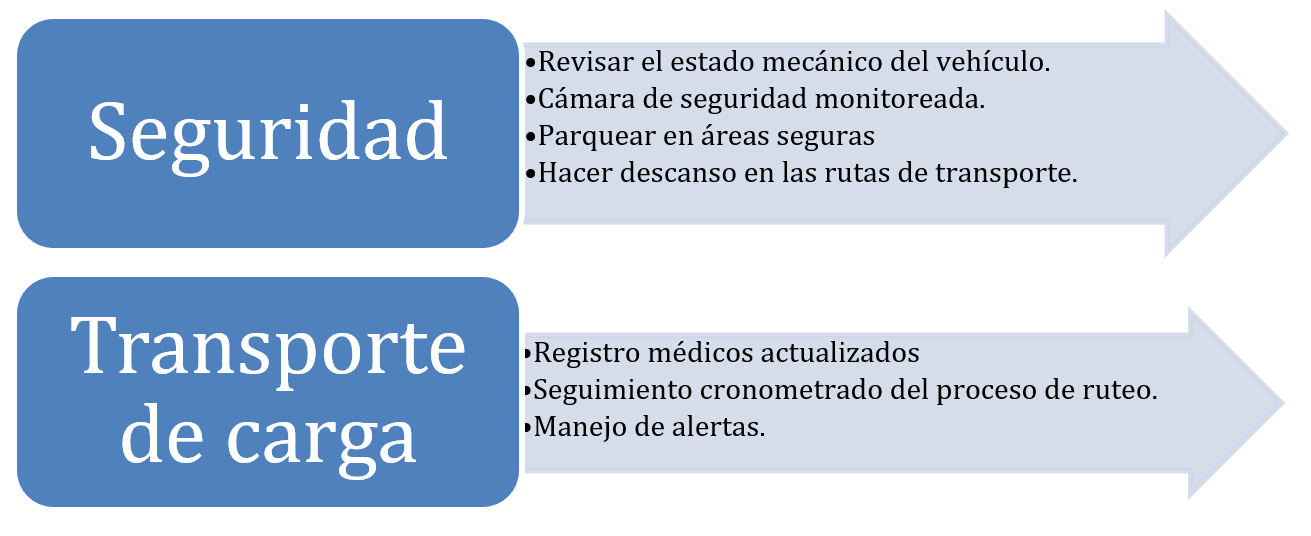 Seguridad
•Revisar el estado mecánico del vehículo.
•Cámara de seguridad monitoreada.
•Parquear en áreas seguras
•Hacer descanso en las rutas de transporte.
Transporte
de carga
•Registro médicos actualizados
•Seguimiento cronometrado del proceso de ruteo.
•Manejo de alertas.